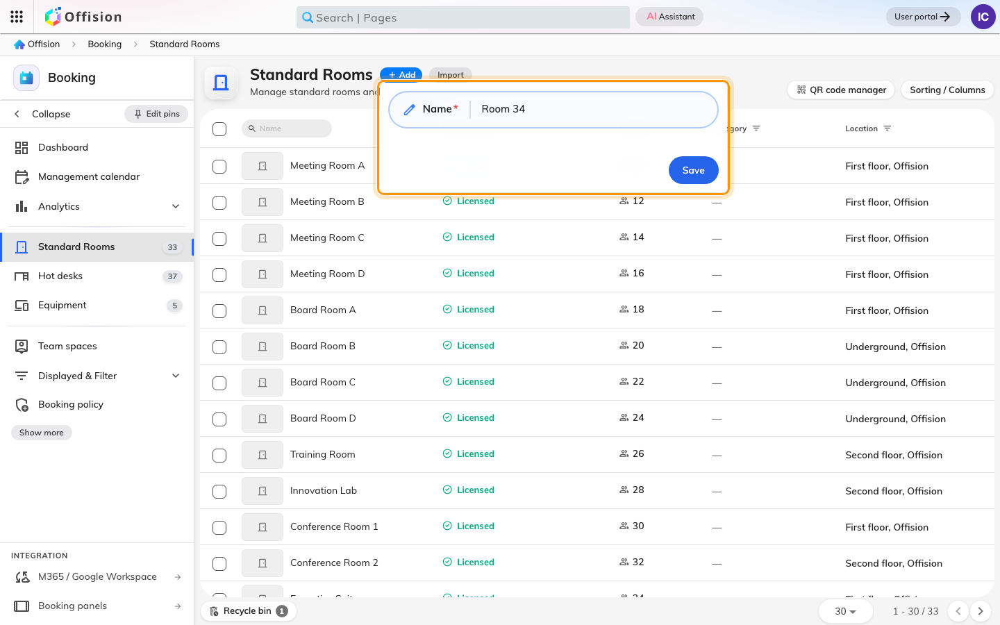 Offision
Search | Pages
AI Assistant
User portal
IC
Offision
Booking
Standard Rooms
Booking
Collapse
Edit pins
Dashboard
Management calendar
Analytics
Standard Rooms 33
Hot desks 37
Equipment 5
Team spaces
Displayed & Filter
Booking policy
Show more
INTEGRATION
M365 / Google Workspace
Booking panels
Standard Rooms
+ Add
Import
Manage standard rooms and
QR code manager
Sorting / Columns
Name* Room 34
Save
Name
gory
Location
Meeting Room A First floor, Offision
Meeting Room B Licensed 12 — First floor, Offision
Meeting Room C Licensed 14 — First floor, Offision
Meeting Room D Licensed 16 — First floor, Offision
Board Room A Licensed 18 — First floor, Offision
Board Room B Licensed 20 — Underground, Offision
Board Room C Licensed 22 — Underground, Offision
Board Room D Licensed 24 — Underground, Offision
Training Room Licensed 26 — Second floor, Offision
Innovation Lab Licensed 28 — Second floor, Offision
Conference Room 1 Licensed 30 — First floor, Offision
Conference Room 2 Licensed 32 — Second floor, Offision
Recycle bin 1
30
1 - 30 / 33